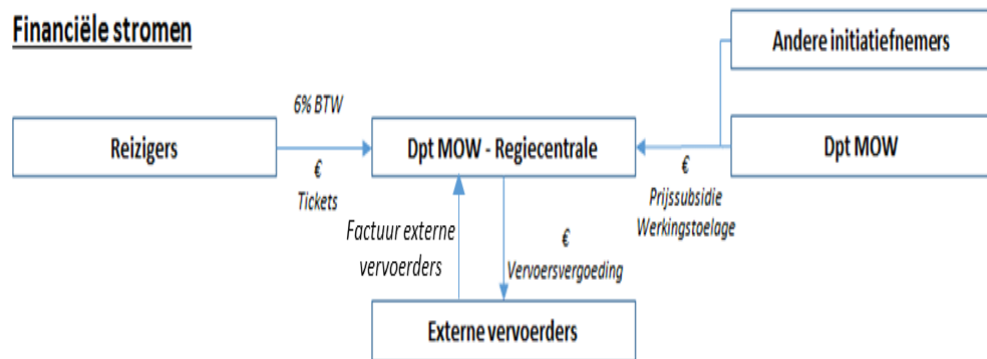 Financiële stromen
Andere initiatiefnemers
6% BTW
Reizigers
Dpt MOW - Regiecentrale
Dpt MOW
€
Tickets
€
Prijssubsidie
Werkingstoelage
Factuur externe
vervoerders
€
Vervoersvergoeding
Externe vervoerders